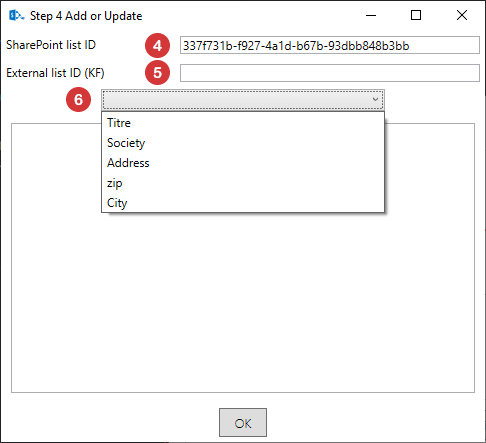 Step 4 Add or Update
SharePoint list ID 4 337f731b-f927-4a1d-b67b-93dbb848b3bb
External list ID (KF) 5
6
Titre
Society
Address
zip
City
OK